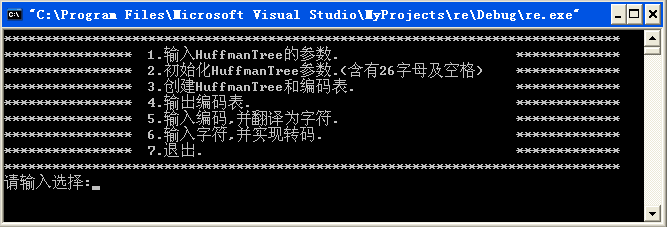 "C:\Program Files\Microsoft Visual Studio\MyProjects\re\Debug\re.exe"
*****************************************************************************
**************** 1.输入HuffmanTree的参数. *************
**************** 2.初始化HuffmanTree参数.(含有26字母及空格) *************
**************** 3.创建HuffmanTree和编码表. *************
**************** 4.输出编码表. *************
**************** 5.输入编码,并翻译为字符. *************
**************** 6.输入字符,并实现转码. *************
**************** 7.退出. *************
*****************************************************************************
请输入选择:_